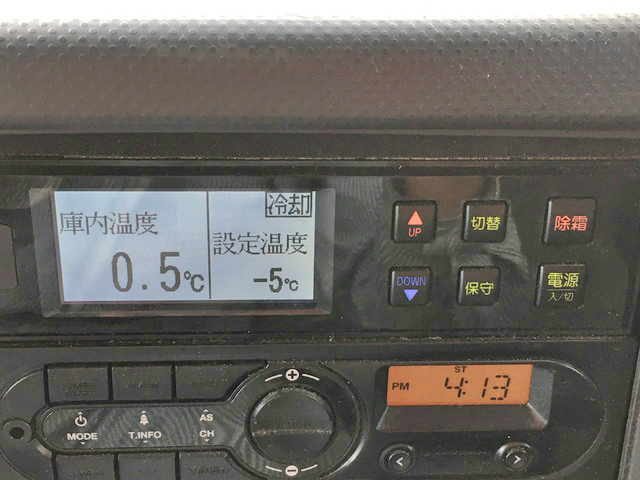 冷却
庫内温度
設定温度
0.5℃
-5℃
UP
切替
除霜
DOWN
保守
電源
入/切
ST
PM 4:13
MODE
T.INFO
AS
CH